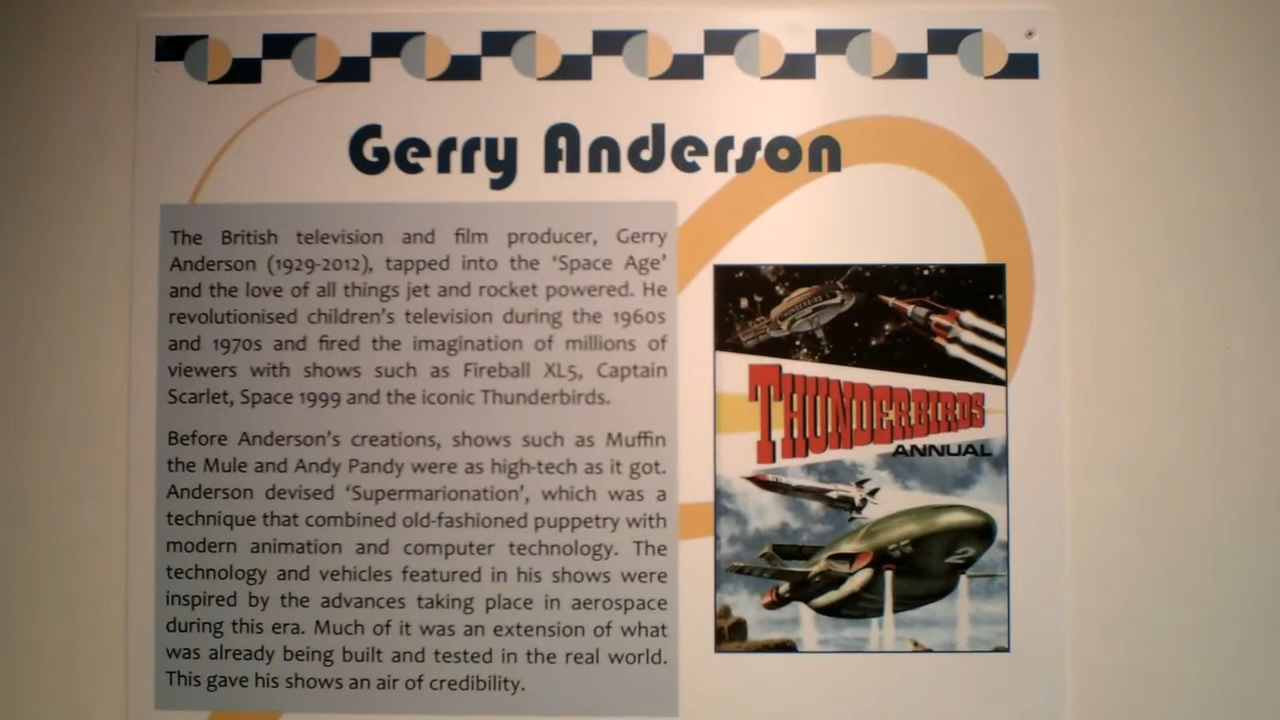 Gerry Anderson
The British television and film producer, Gerry
Anderson (1929-2012), tapped into the ‘Space Age’
and the love of all things jet and rocket powered. He
revolutionised children’s television during the 1960s
and 1970s and fired the imagination of millions of
viewers with shows such as Fireball XL5, Captain
Scarlet, Space 1999 and the iconic Thunderbirds.
Before Anderson’s creations, shows such as Muffin
the Mule and Andy Pandy were as high-tech as it got.
Anderson devised ‘Supermarionation’, which was a
technique that combined old-fashioned puppetry with
modern animation and computer technology. The
technology and vehicles featured in his shows were
inspired by the advances taking place in aerospace
during this era. Much of it was an extension of what
was already being built and tested in the real world.
This gave his shows an air of credibility.
THUNDERBIRDS
ANNUAL
2